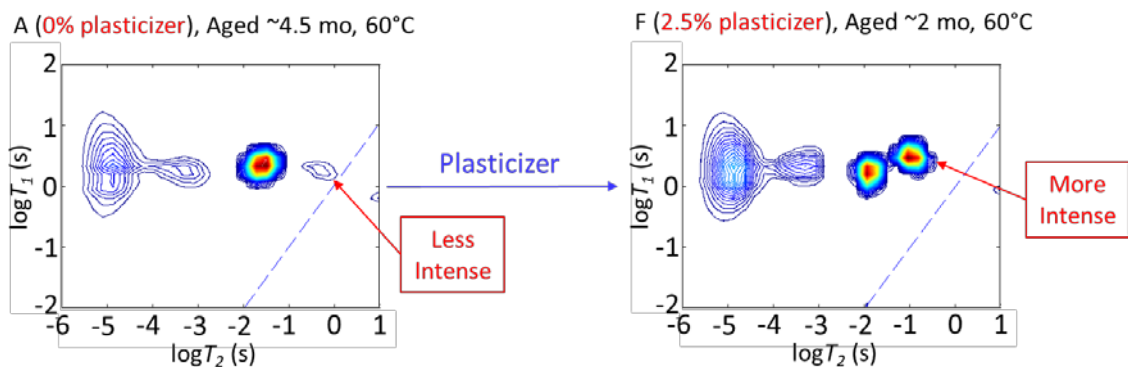 A (0% plasticizer), Aged ~4.5 mo, 60°C
F (2.5% plasticizer), Aged ~2 mo, 60°C
2
1
0
-1
-2
logT₁ (s)
-6 -5 -4 -3 -2 -1 0 1
logT₂ (s)
Less
Intense
Plasticizer
2
1
0
-1
-2
logT₁ (s)
-6 -5 -4 -3 -2 -1 0 1
logT₂ (s)
More
Intense